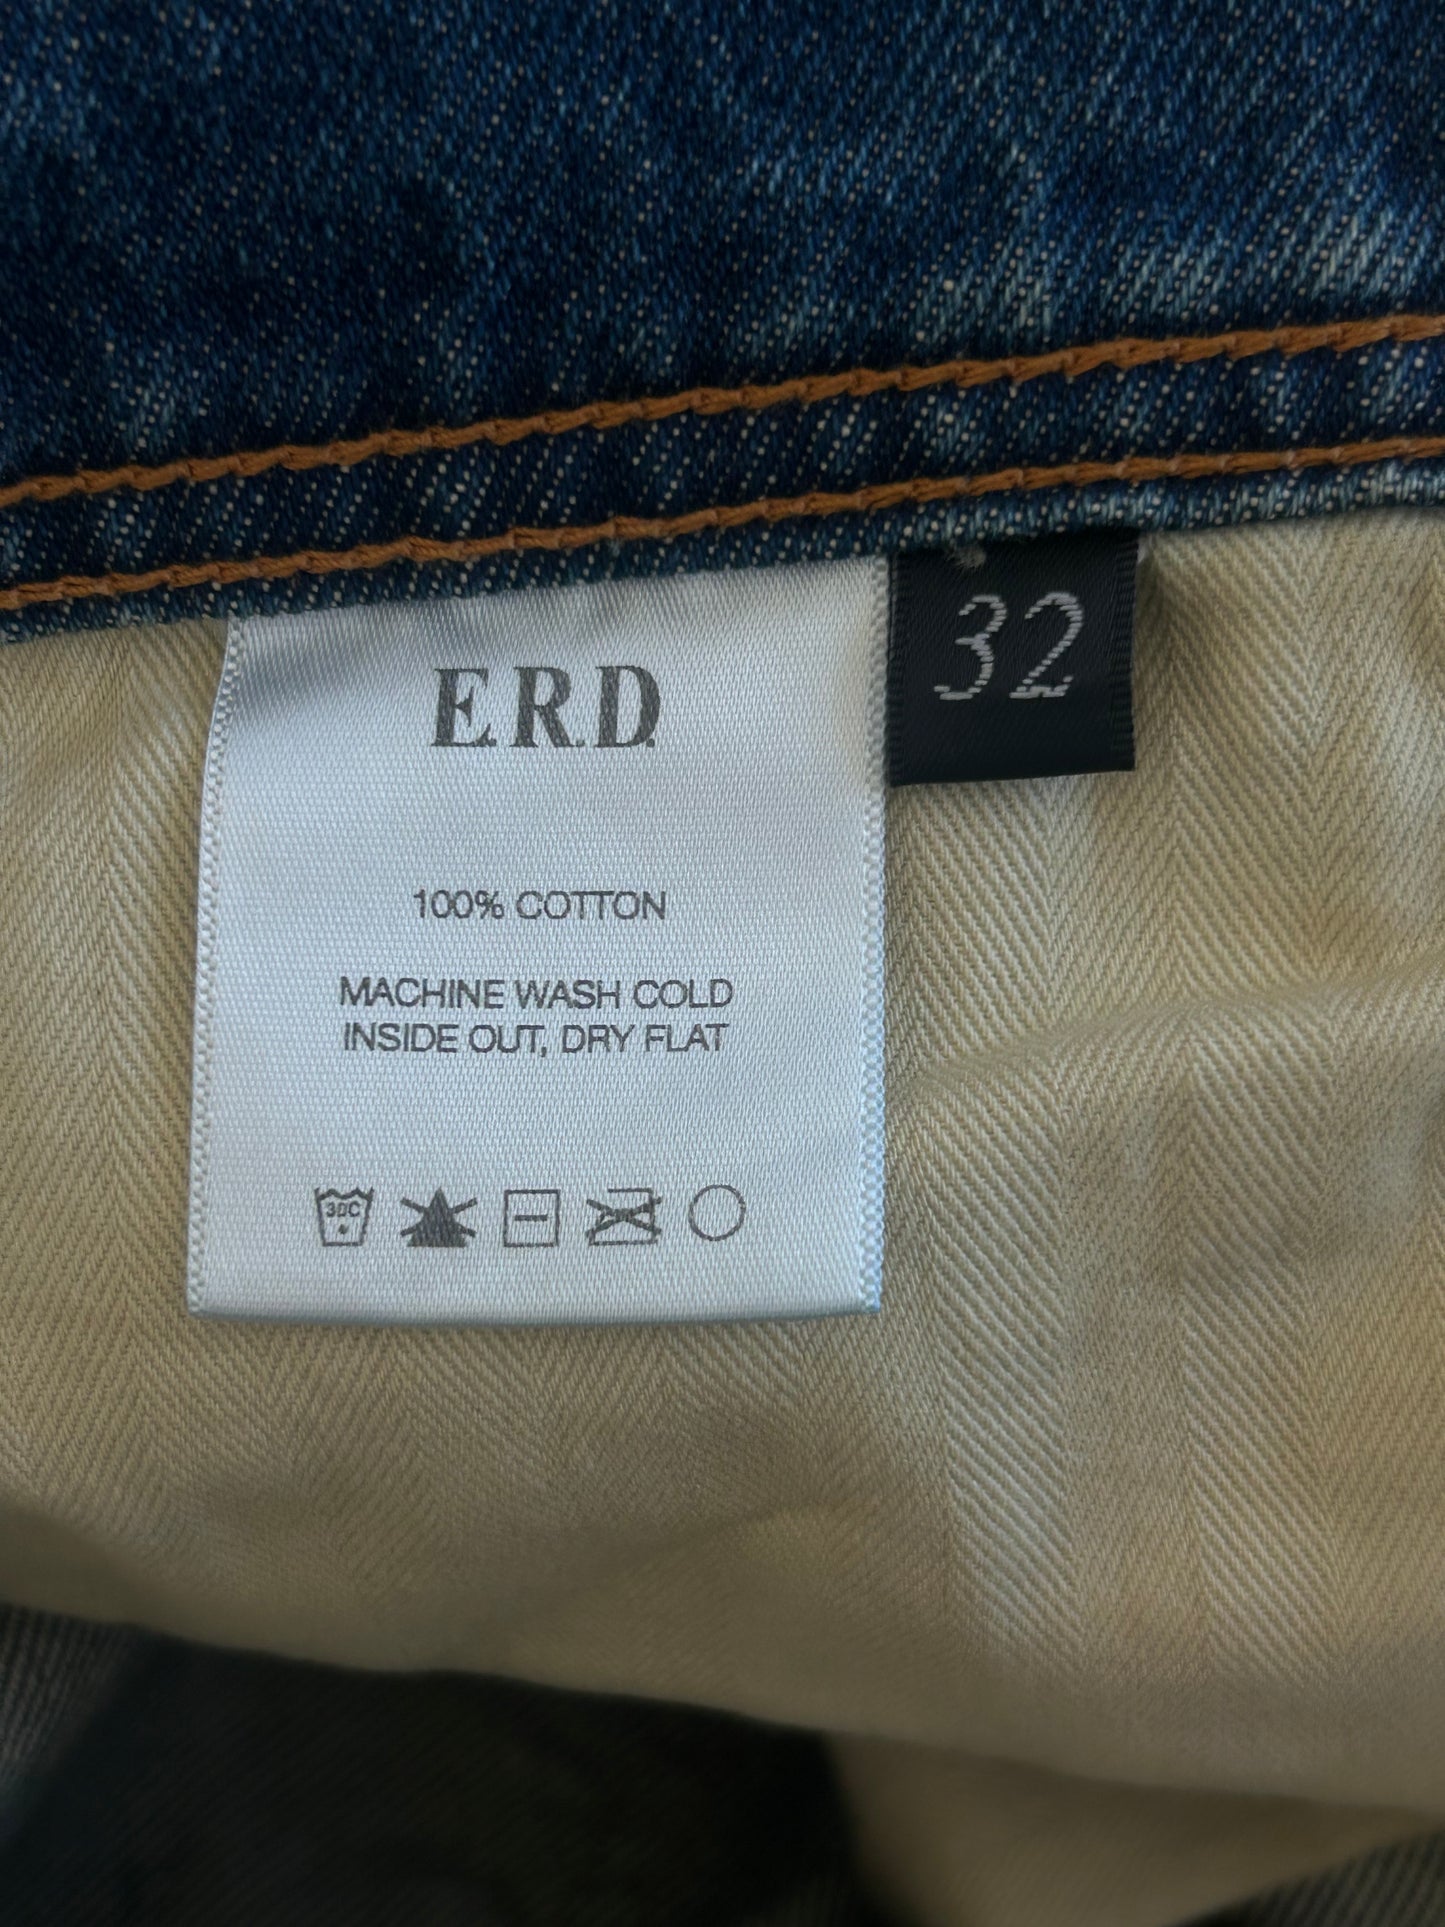 E.R.D.
32
100% COTTON
MACHINE WASH COLD
INSIDE OUT, DRY FLAT
30C